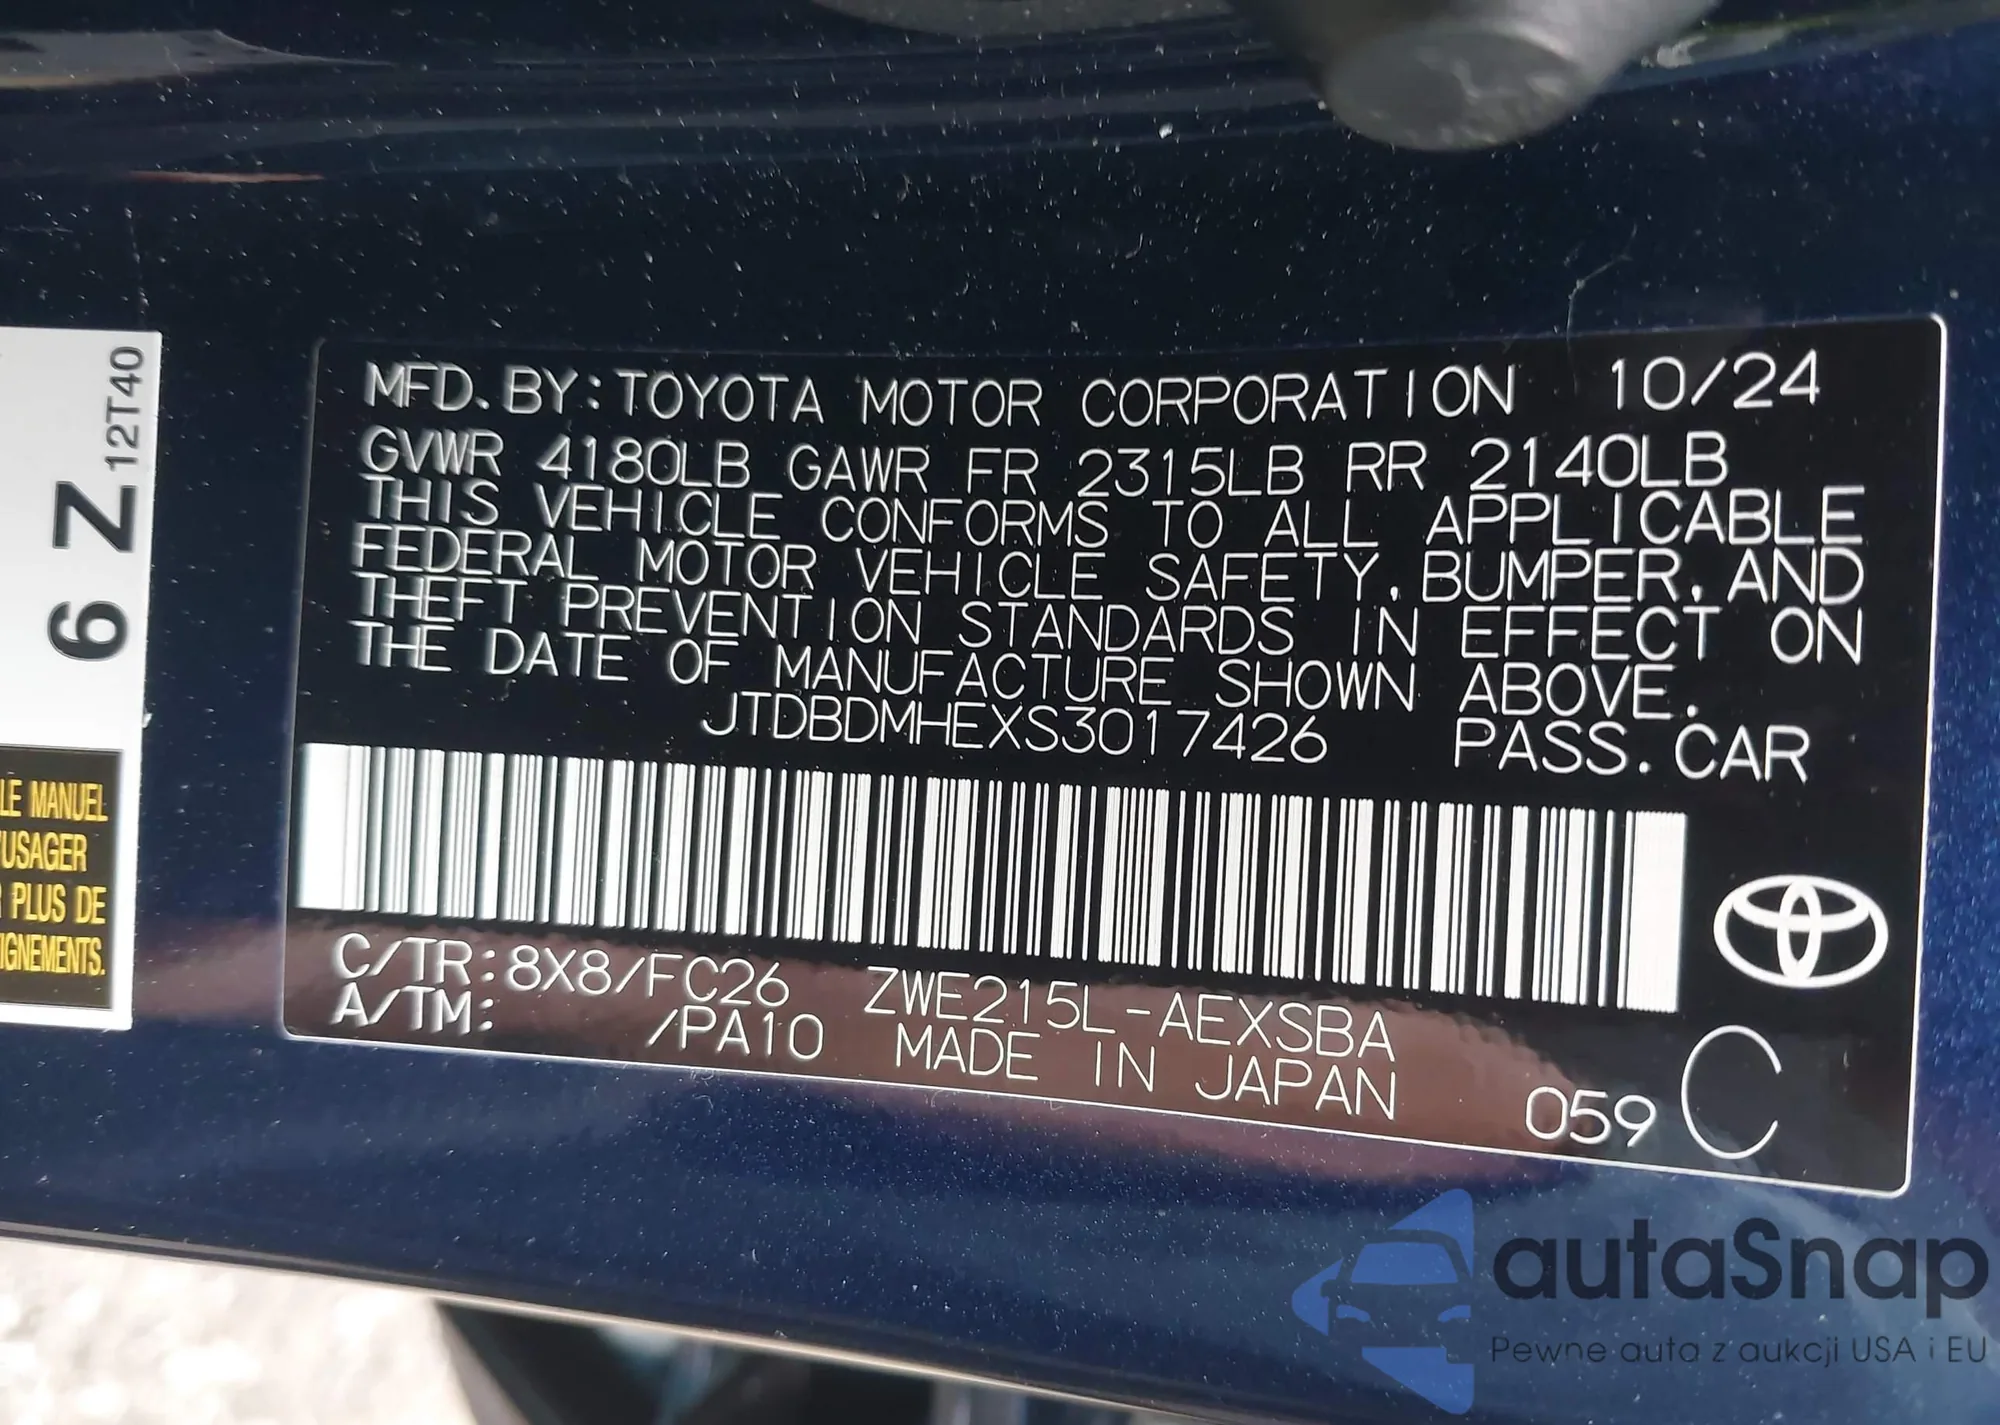 MFD. BY: TOYOTA MOTOR CORPORATION 10/24
GVWR 4180LB GAWR FR 2315LB RR 2140LB
THIS VEHICLE CONFORMS TO ALL APPLICABLE
FEDERAL MOTOR VEHICLE SAFETY, BUMPER, AND
THEFT PREVENTION STANDARDS IN EFFECT ON
THE DATE OF MANUFACTURE SHOWN ABOVE.
JTDBDMHEXS3017426 PASS. CAR
C/TR: 8X8/FC26 ZWE215L-AEXSBA
A/TM: /PA10 MADE IN JAPAN
059 C
6 Z 12T40
LE MANUEL
'USAGER
PLUS DE
IGNEMENTS.
autaSnap
Pewne auta z aukcji USA i EU